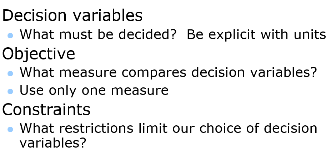 Decision variables
What must be decided?  Be explicit with units
Objective
What measure compares decision variables?
Use only one measure
Constraints
What restrictions limit our choice of decision
variables?